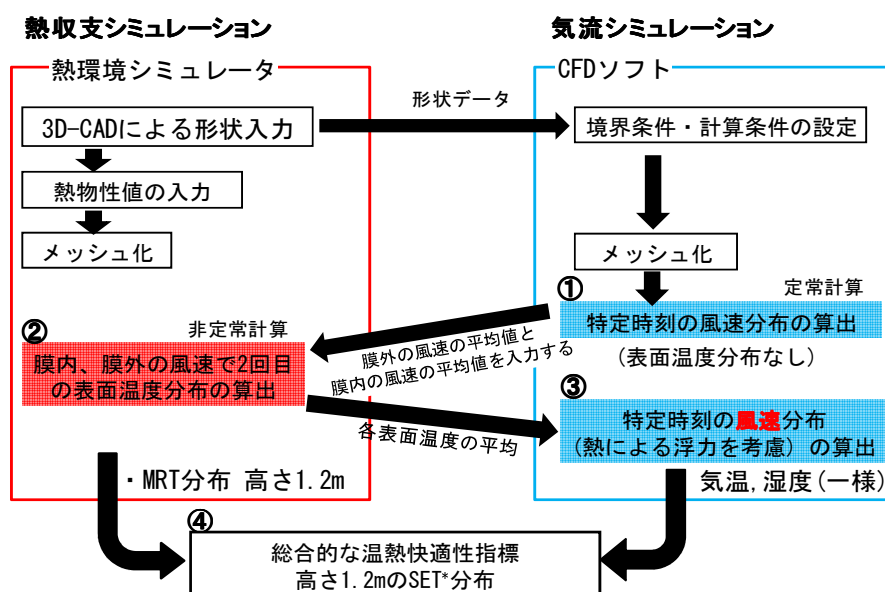 熱収支シミュレーション
気流シミュレーション
熱環境シミュレータ
CFDソフト
形状データ
3D-CADによる形状入力
境界条件・計算条件の設定
熱物性値の入力
メッシュ化
メッシュ化
①
定常計算
特定時刻の風速分布の算出
(表面温度分布なし)
膜外の風速の平均値と
膜内の風速の平均値を入力する
②
非定常計算
膜内、膜外の風速で2回目
の表面温度分布の算出
各表面温度の平均
③
特定時刻の風速分布
(熱による浮力を考慮)の算出
・MRT分布 高さ1.2m
気温,湿度(一様)
④
総合的な温熱快適性指標
高さ1.2mのSET*分布